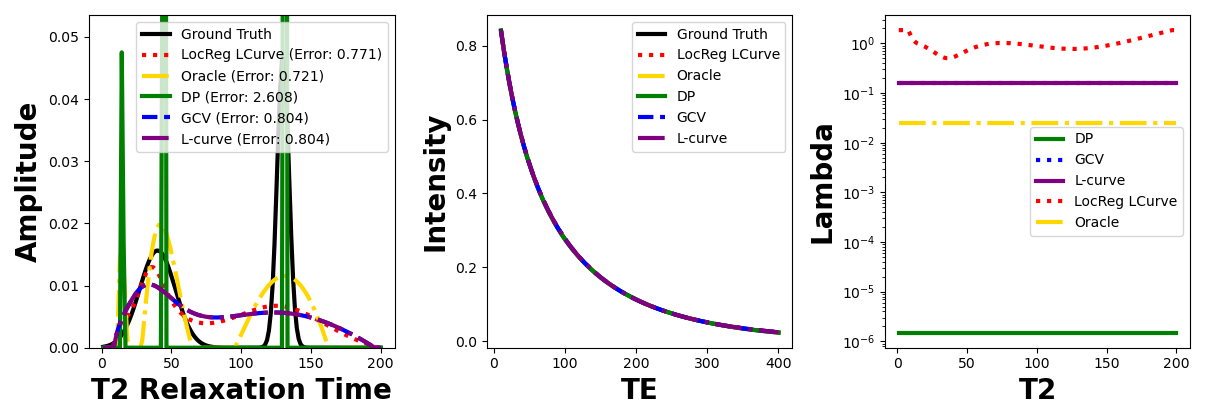 Amplitude
0.05
0.04
0.03
0.02
0.01
0.00
0
50
100
150
200
T2 Relaxation Time
Ground Truth
LocReg LCurve (Error: 0.771)
Oracle (Error: 0.721)
DP (Error: 2.608)
GCV (Error: 0.804)
L-curve (Error: 0.804)
Intensity
0.8
0.6
0.4
0.2
0.0
0
100
200
300
400
TE
Ground Truth
LocReg LCurve
Oracle
DP
GCV
L-curve
Lambda
10⁰
10⁻¹
10⁻²
10⁻³
10⁻⁴
10⁻⁵
10⁻⁶
0
50
100
150
200
T2
DP
GCV
L-curve
LocReg LCurve
Oracle